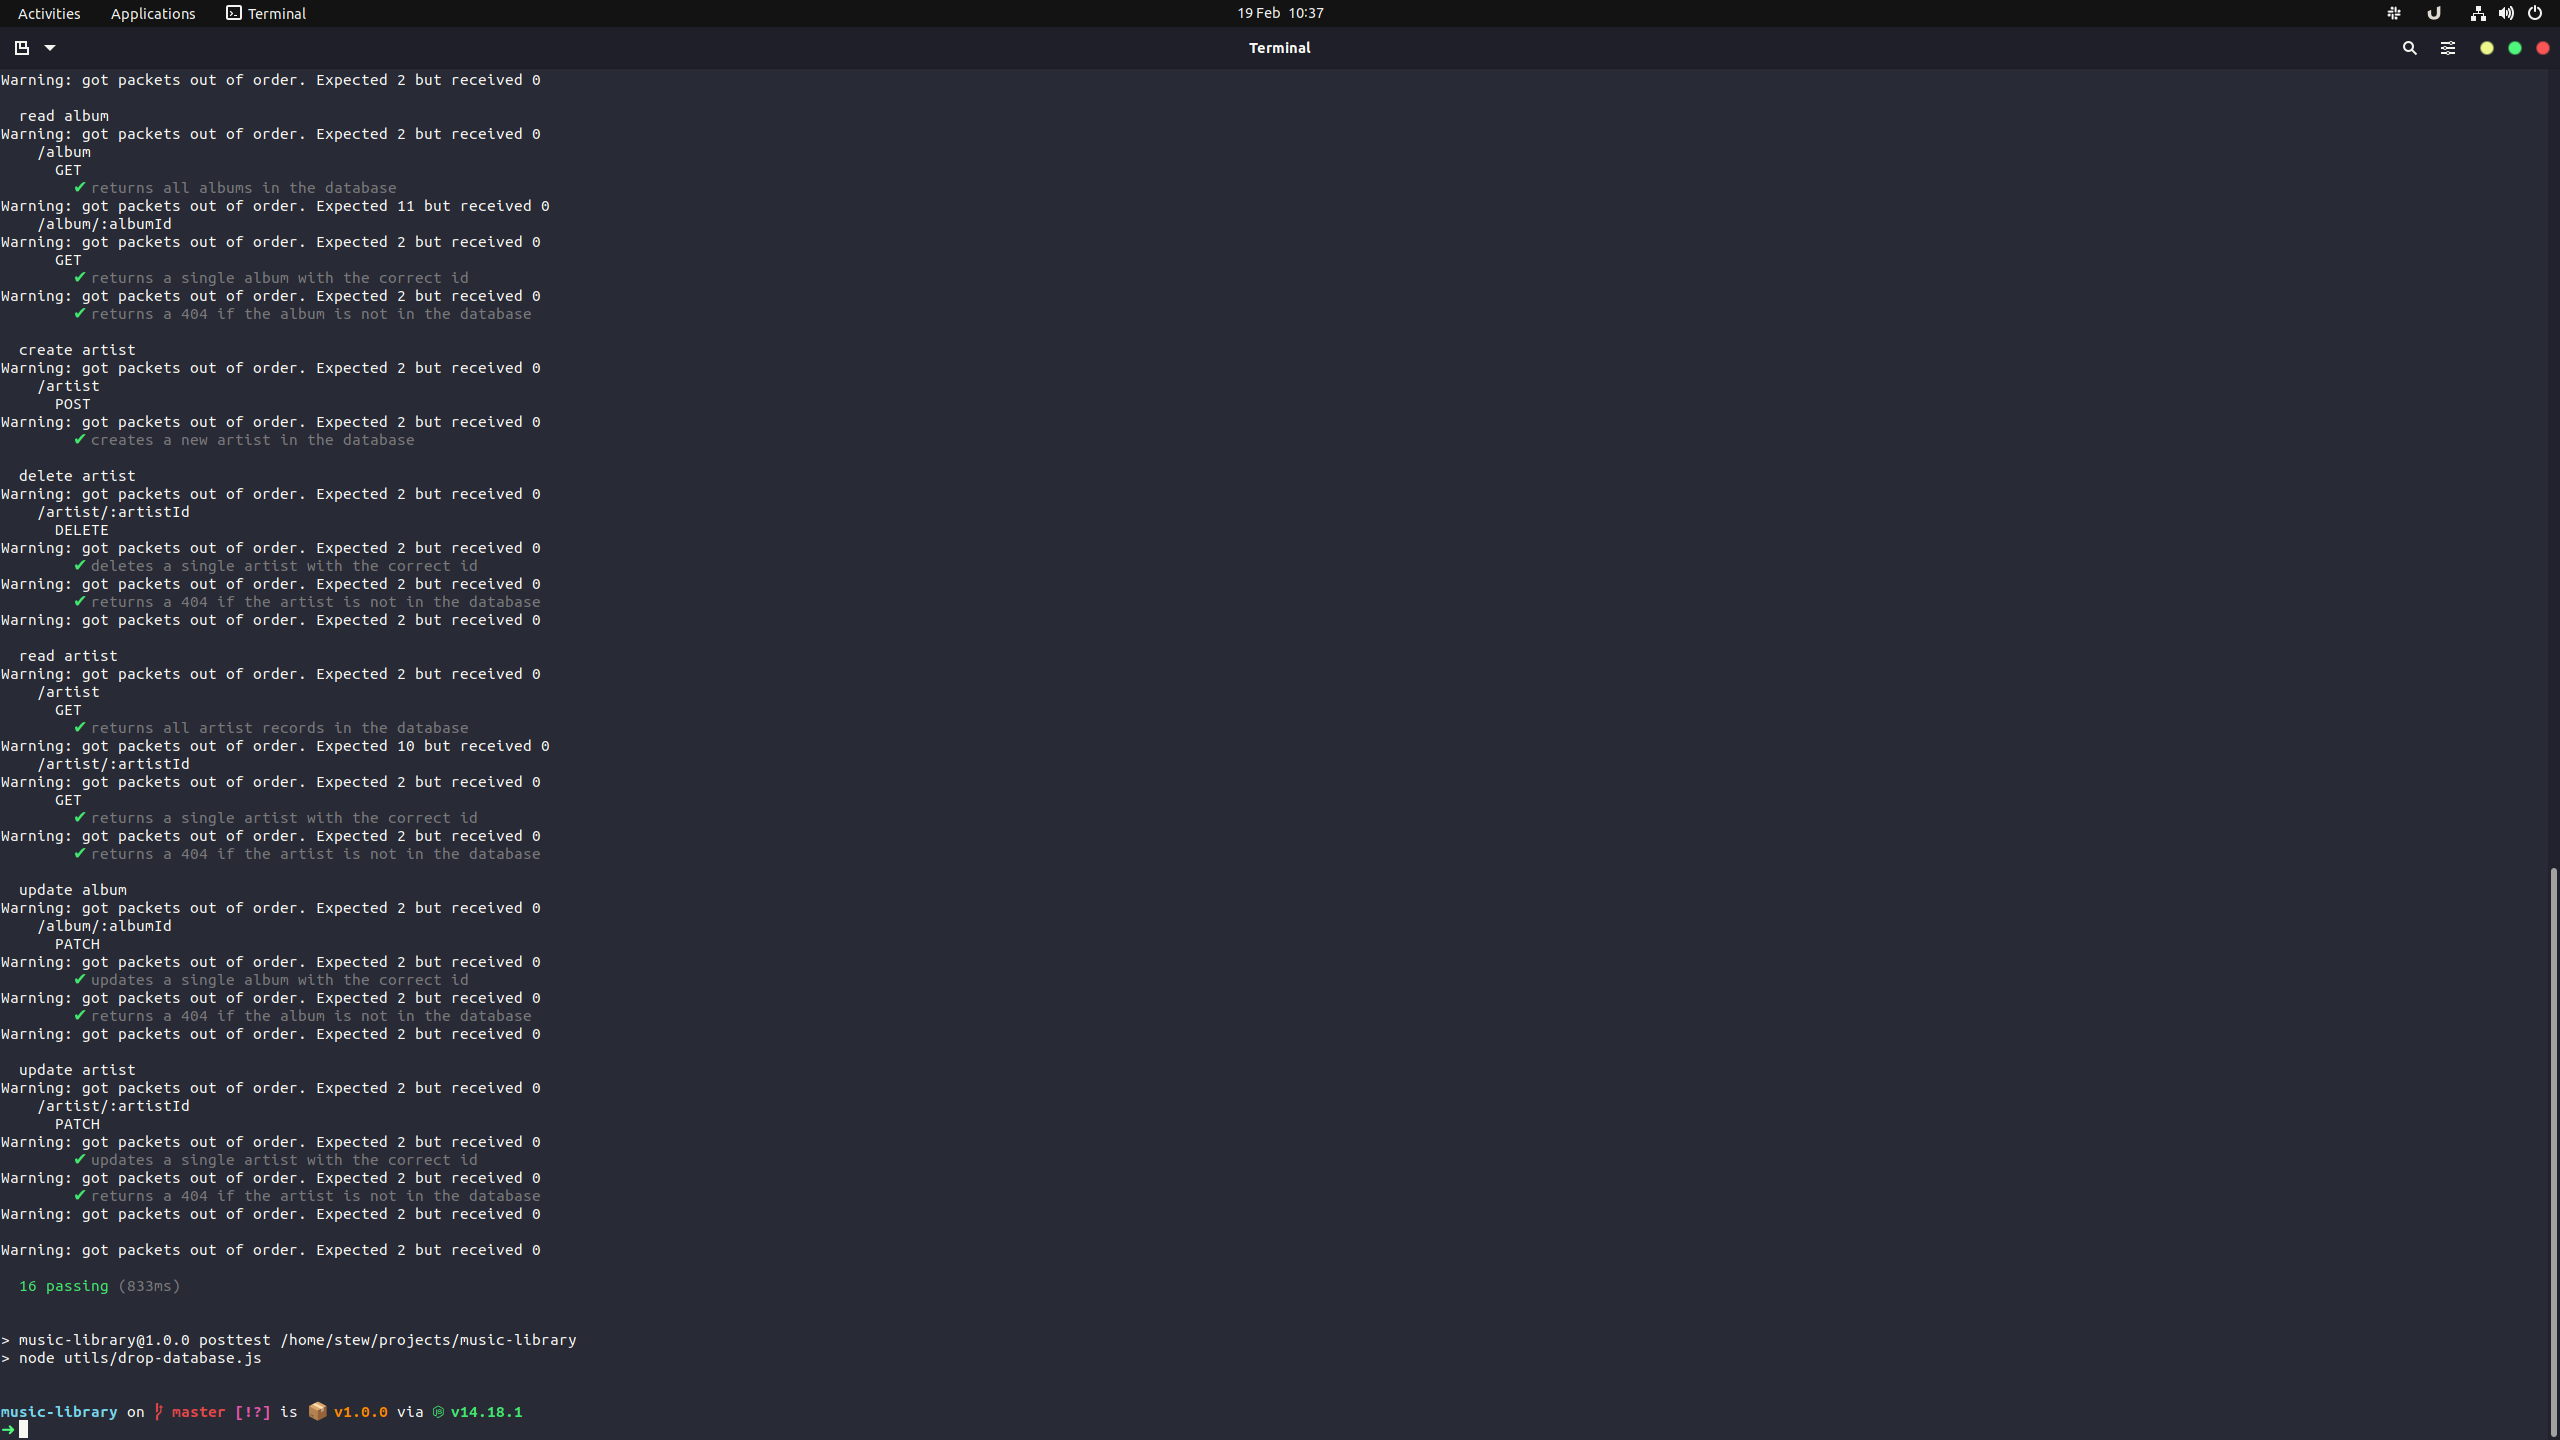 Activities Applications Terminal 19 Feb 10:37
Terminal
Warning: got packets out of order. Expected 2 but received 0
read album
Warning: got packets out of order. Expected 2 but received 0
/album
GET
✔ returns all albums in the database
Warning: got packets out of order. Expected 11 but received 0
/album/:albumId
Warning: got packets out of order. Expected 2 but received 0
GET
✔ returns a single album with the correct id
Warning: got packets out of order. Expected 2 but received 0
✔ returns a 404 if the album is not in the database
create artist
Warning: got packets out of order. Expected 2 but received 0
/artist
POST
Warning: got packets out of order. Expected 2 but received 0
✔ creates a new artist in the database
delete artist
Warning: got packets out of order. Expected 2 but received 0
/artist/:artistId
DELETE
Warning: got packets out of order. Expected 2 but received 0
✔ deletes a single artist with the correct id
Warning: got packets out of order. Expected 2 but received 0
✔ returns a 404 if the artist is not in the database
Warning: got packets out of order. Expected 2 but received 0
read artist
Warning: got packets out of order. Expected 2 but received 0
/artist
GET
✔ returns all artist records in the database
Warning: got packets out of order. Expected 10 but received 0
/artist/:artistId
Warning: got packets out of order. Expected 2 but received 0
GET
✔ returns a single artist with the correct id
Warning: got packets out of order. Expected 2 but received 0
✔ returns a 404 if the artist is not in the database
update album
Warning: got packets out of order. Expected 2 but received 0
/album/:albumId
PATCH
Warning: got packets out of order. Expected 2 but received 0
✔ updates a single album with the correct id
Warning: got packets out of order. Expected 2 but received 0
✔ returns a 404 if the album is not in the database
Warning: got packets out of order. Expected 2 but received 0
update artist
Warning: got packets out of order. Expected 2 but received 0
/artist/:artistId
PATCH
Warning: got packets out of order. Expected 2 but received 0
✔ updates a single artist with the correct id
Warning: got packets out of order. Expected 2 but received 0
✔ returns a 404 if the artist is not in the database
Warning: got packets out of order. Expected 2 but received 0
Warning: got packets out of order. Expected 2 but received 0
16 passing (833ms)
> music-library@1.0.0 posttest /home/stew/projects/music-library
> node utils/drop-database.js
music-library on master [!?] is 📦 v1.0.0 via v14.18.1
➜